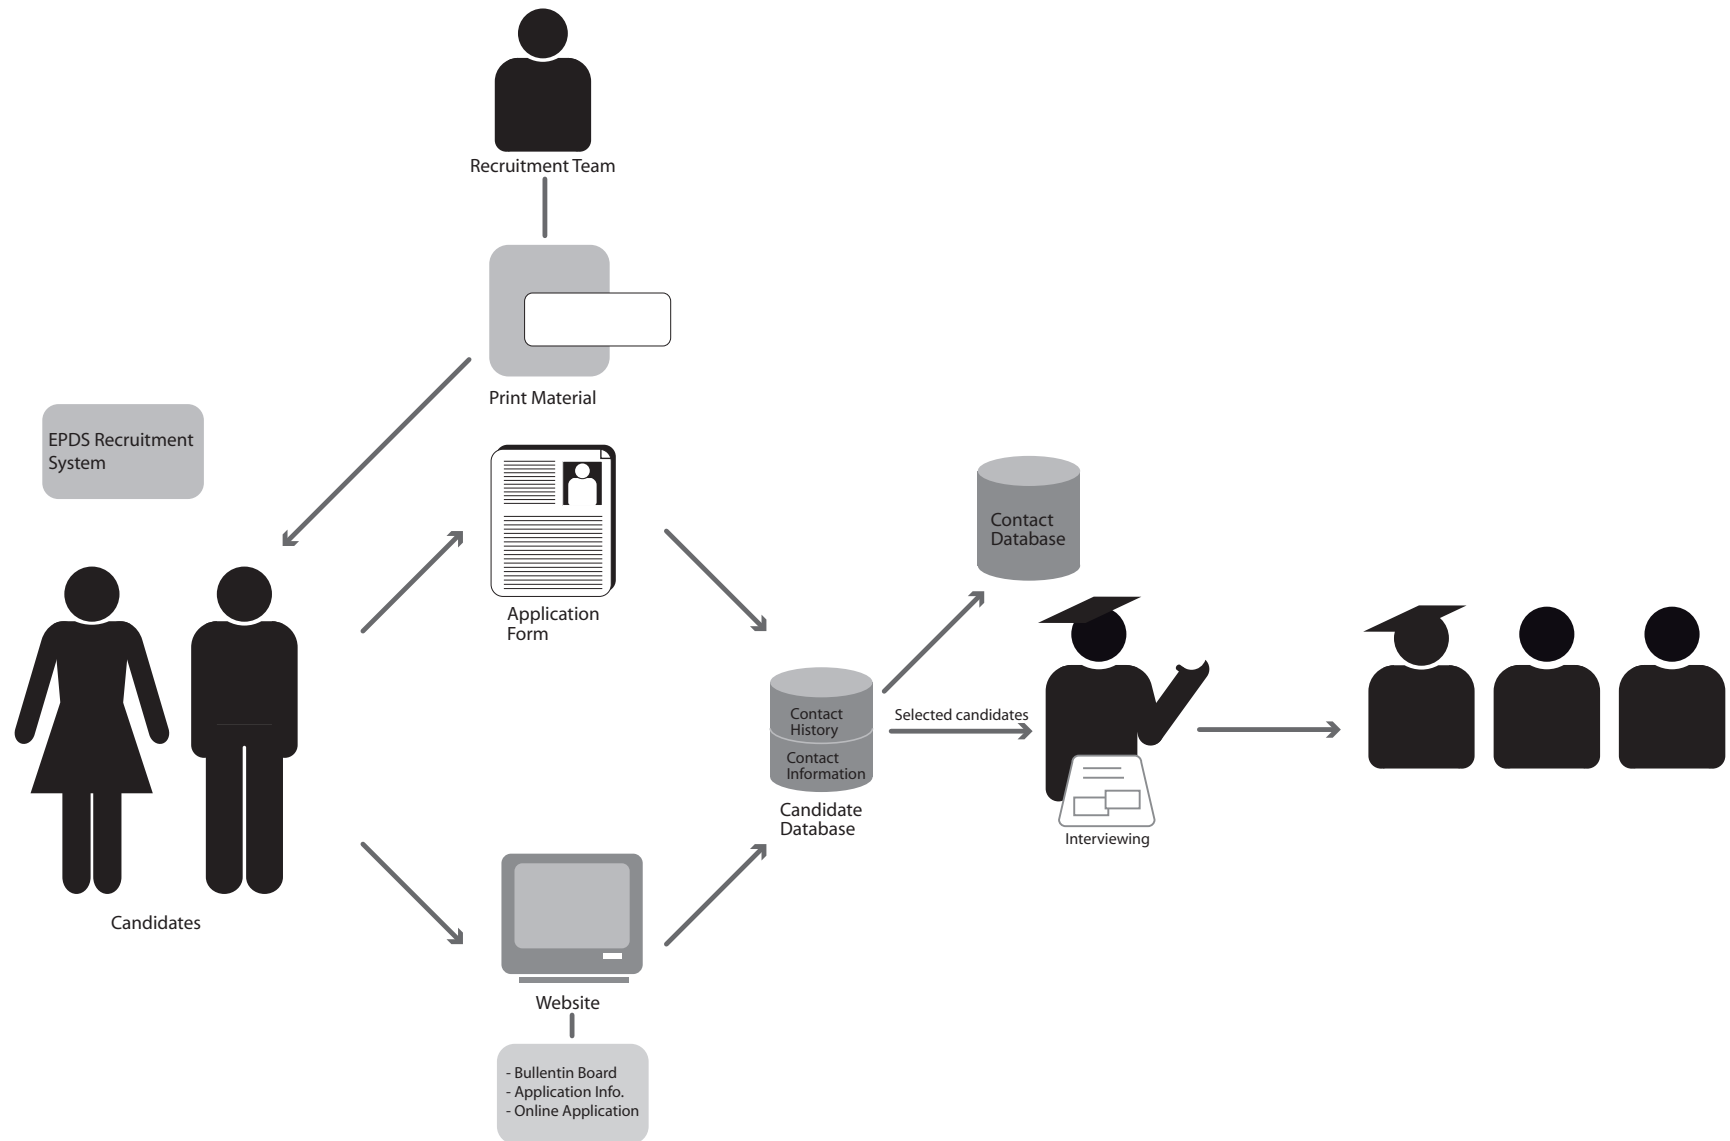 Recruitment Team
Print Material
EPDS Recruitment
System
Application
Form
Candidates
Website
- Bullentin Board
- Application Info.
- Online Application
Contact
History
Contact
Information
Candidate
Database
Contact
Database
Selected candidates
Interviewing